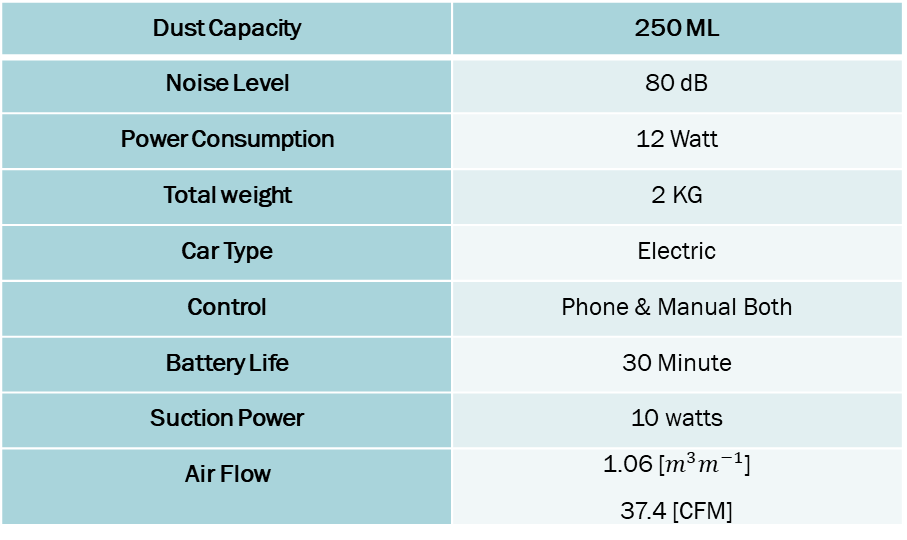 Dust Capacity 250 ML
Noise Level 80 dB
Power Consumption 12 Watt
Total weight 2 KG
Car Type Electric
Control Phone & Manual Both
Battery Life 30 Minute
Suction Power 10 watts
Air Flow 1.06 [m³m⁻¹]
37.4 [CFM]